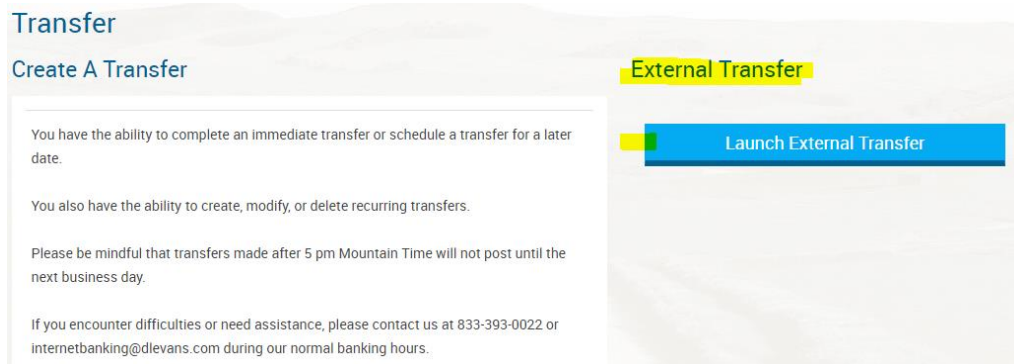 Transfer
Create A Transfer
You have the ability to complete an immediate transfer or schedule a transfer for a later
date.
You also have the ability to create, modify, or delete recurring transfers.
Please be mindful that transfers made after 5 pm Mountain Time will not post until the
next business day.
If you encounter difficulties or need assistance, please contact us at 833-393-0022 or
internetbanking@dlevans.com during our normal banking hours.
External Transfer
Launch External Transfer